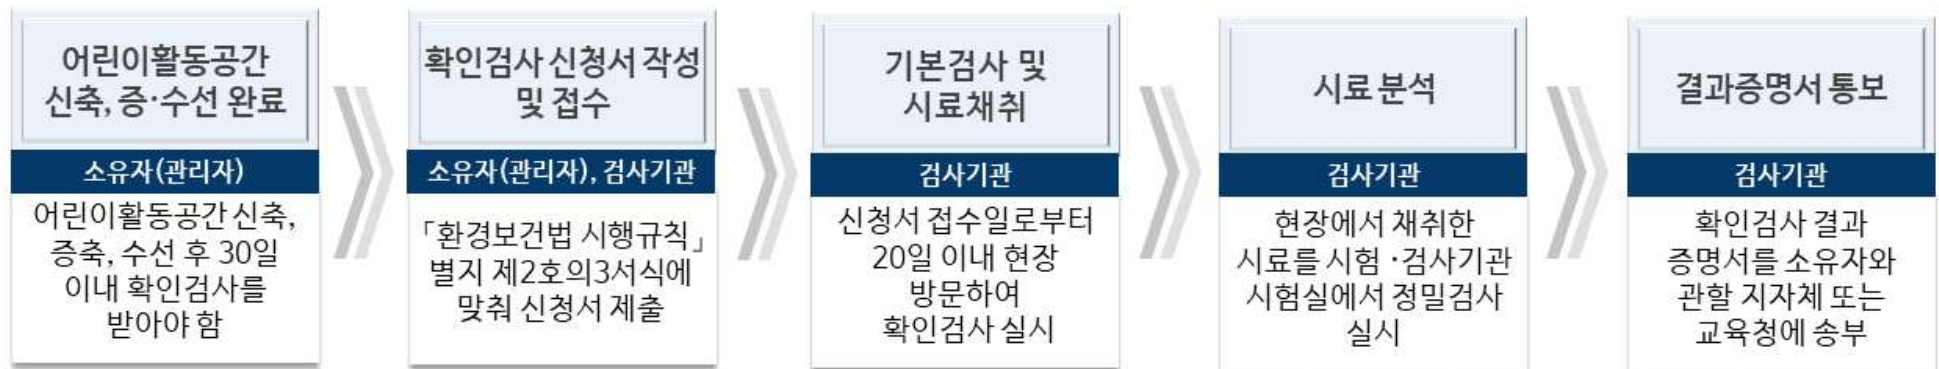 어린이활동공간
신축, 증·수선 완료
소유자(관리자)
어린이활동공간 신축,
증축, 수선 후 30일
이내 확인검사를
받아야 함
확인검사 신청서 작성
및 접수
소유자(관리자), 검사기관
「환경보건법 시행규칙」
별지 제2호의3서식에
맞춰 신청서 제출
기본검사 및
시료채취
검사기관
신청서 접수일로부터
20일 이내 현장
방문하여
확인검사 실시
시료 분석
검사기관
현장에서 채취한
시료를 시험·검사기관
시험실에서 정밀검사
실시
결과증명서 통보
검사기관
확인검사 결과
증명서를 소유자와
관할 지자체 또는
교육청에 송부